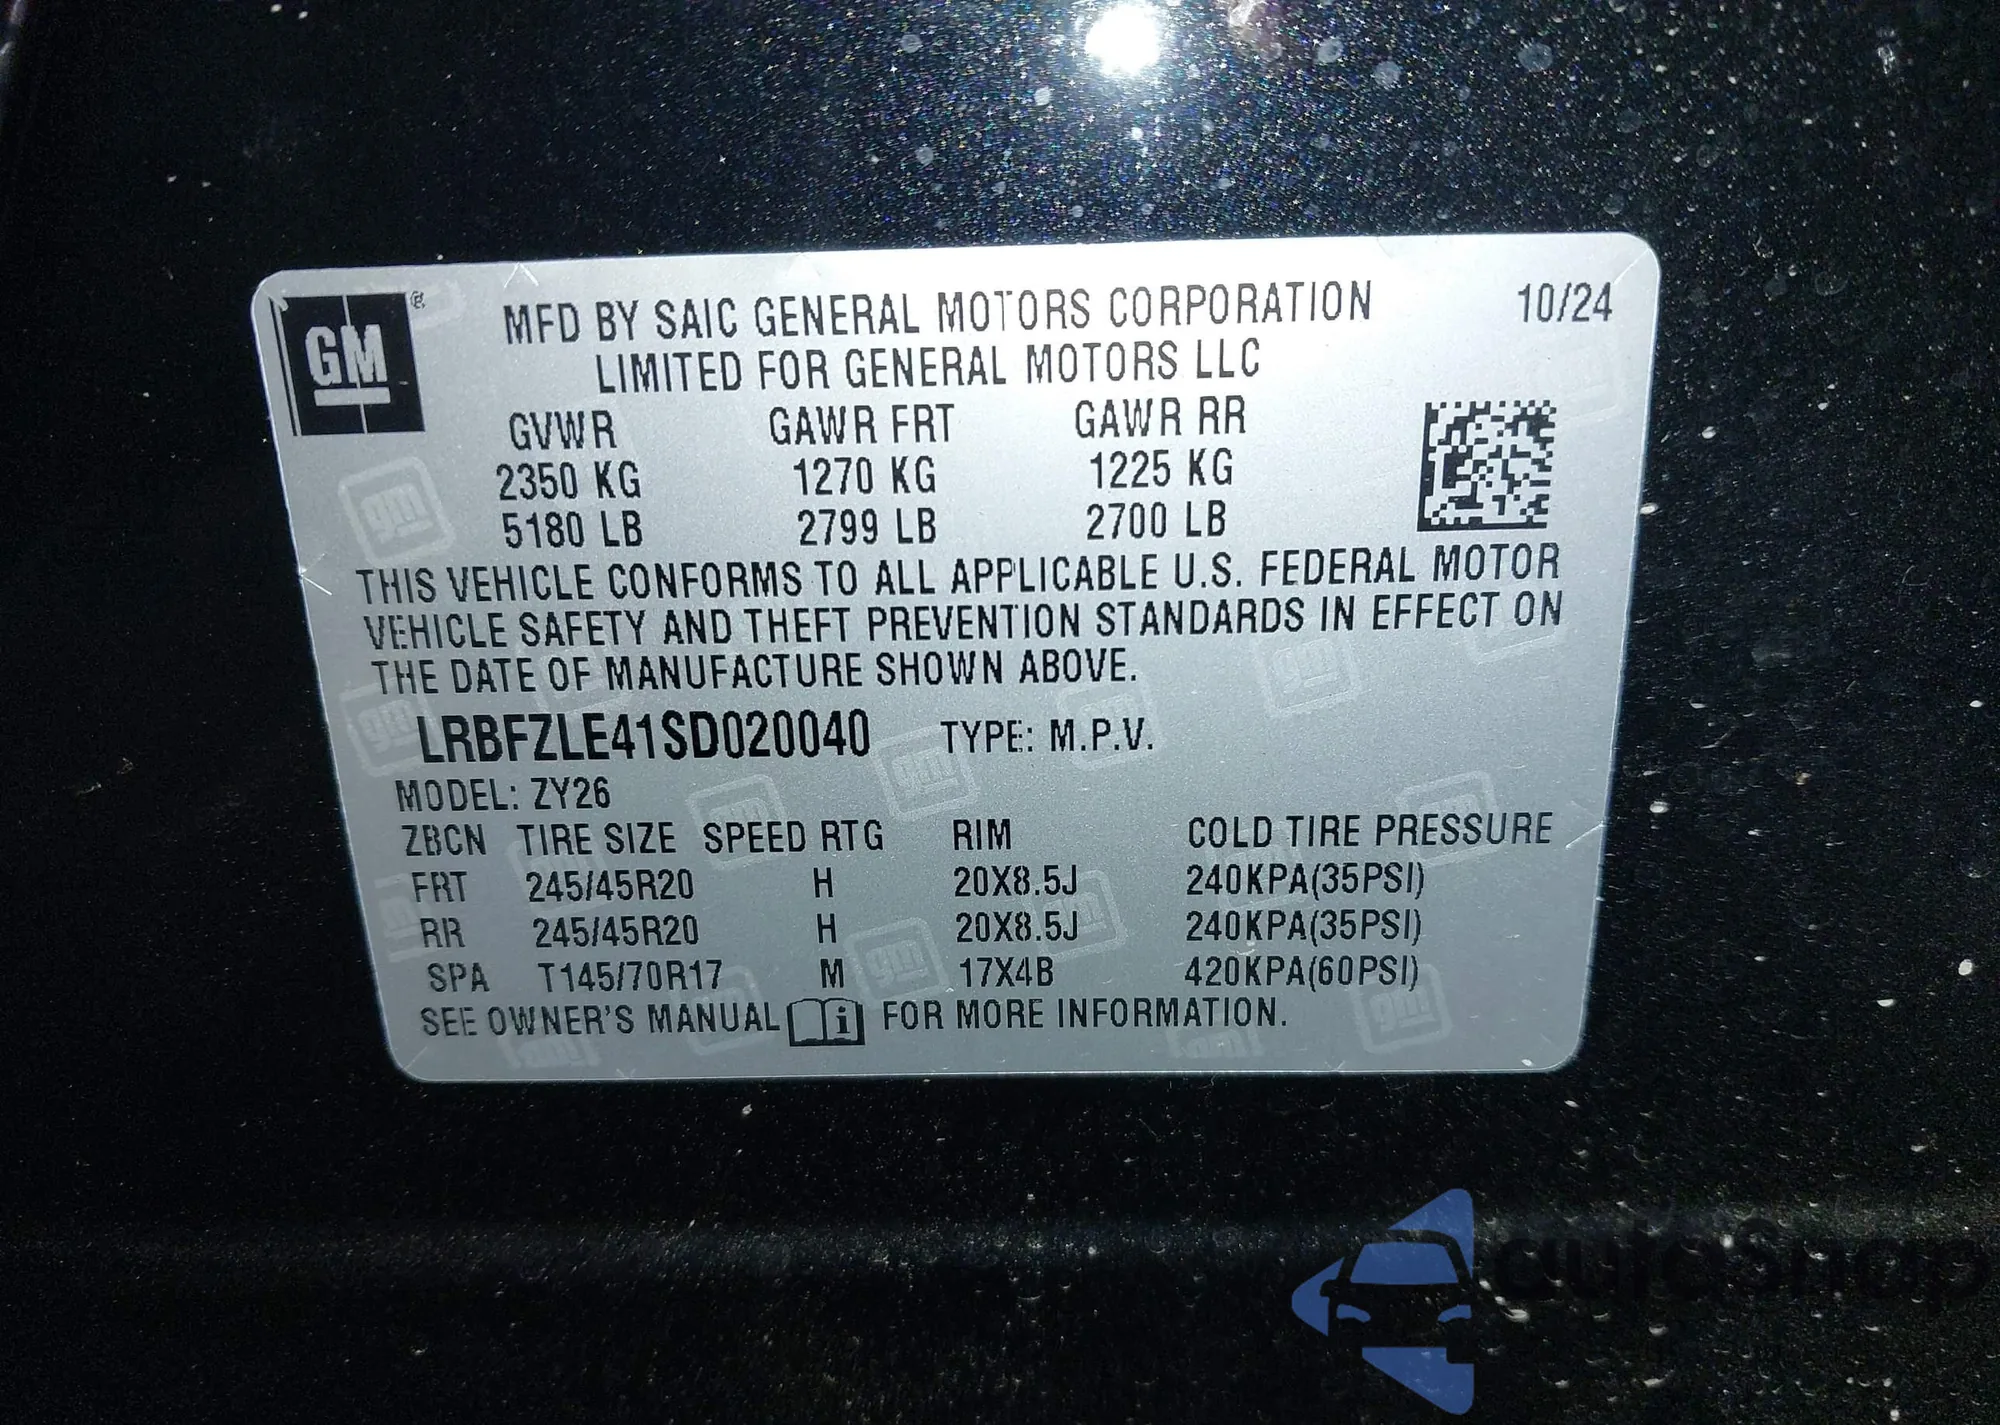 GM ®
MFD BY SAIC GENERAL MOTORS CORPORATION 10/24
LIMITED FOR GENERAL MOTORS LLC
GVWR GAWR FRT GAWR RR
2350 KG 1270 KG 1225 KG
5180 LB 2799 LB 2700 LB
THIS VEHICLE CONFORMS TO ALL APPLICABLE U.S. FEDERAL MOTOR
VEHICLE SAFETY AND THEFT PREVENTION STANDARDS IN EFFECT ON
THE DATE OF MANUFACTURE SHOWN ABOVE.
LRBFZLE41SD020040 TYPE: M.P.V.
MODEL: ZY26
ZBCN TIRE SIZE SPEED RTG RIM COLD TIRE PRESSURE
FRT 245/45R20 H 20X8.5J 240KPA(35PSI)
RR 245/45R20 H 20X8.5J 240KPA(35PSI)
SPA T145/70R17 M 17X4B 420KPA(60PSI)
SEE OWNER'S MANUAL i FOR MORE INFORMATION.
autoSnap